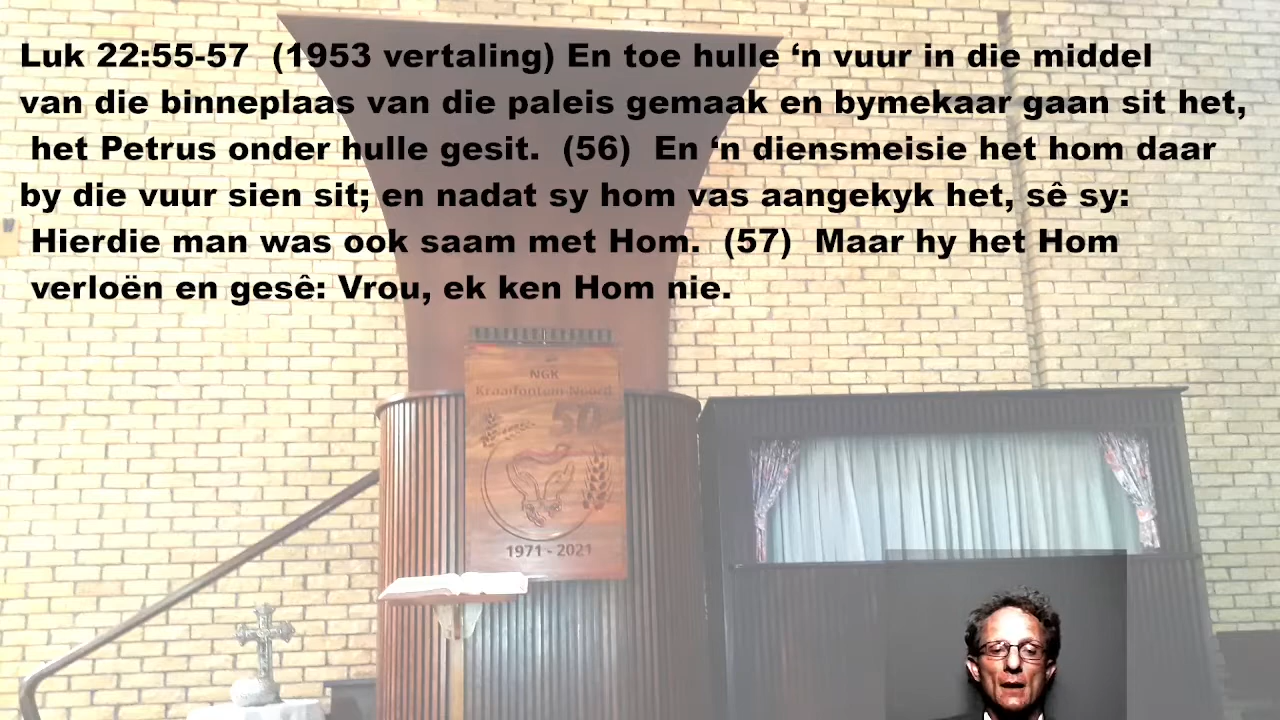 Luk 22:55-57  (1953 vertaling) En toe hulle ‘n vuur in die middel
van die binneplaas van die paleis gemaak en bymekaar gaan sit het,
het Petrus onder hulle gesit.  (56)  En ‘n diensmeisie het hom daar
by die vuur sien sit; en nadat sy hom vas aangekyk het, sê sy:
Hierdie man was ook saam met Hom.  (57)  Maar hy het Hom
verloën en gesê: Vrou, ek ken Hom nie.
NGK
Kraaifontein-Noord
50
1971 - 2021